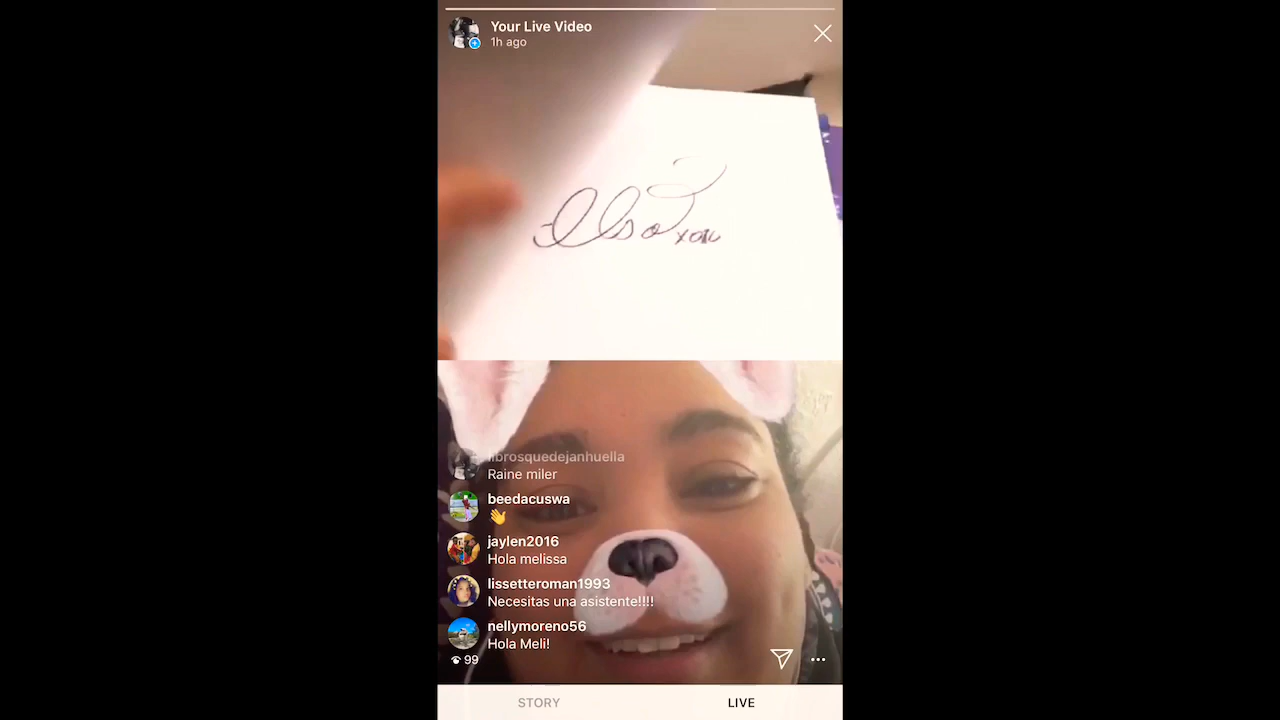 Your Live Video
1h ago
xoxo
librosquedejanhuella
Raine miler
beedacuswa
👋
jaylen2016
Hola melissa
lissetteroman1993
Necesitas una asistente!!!!
nellymoreno56
Hola Meli!
99
STORY
LIVE